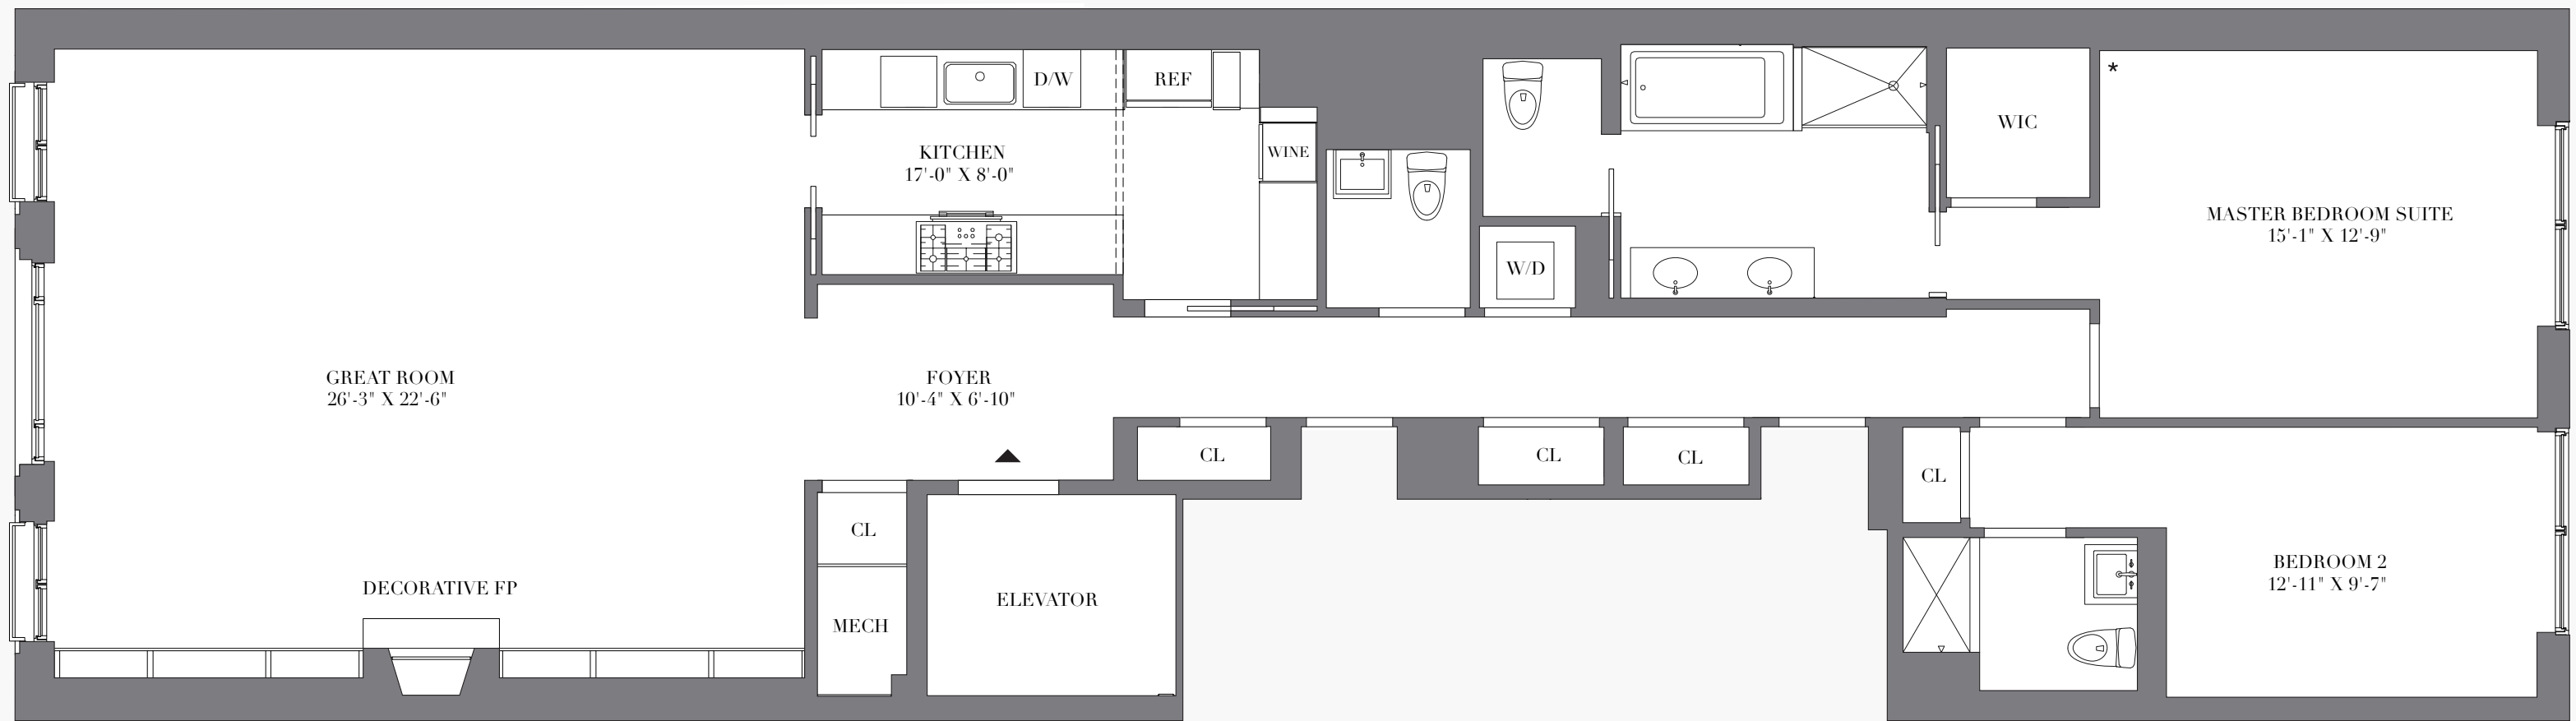 GREAT ROOM
26'-3" X 22'-6"
DECORATIVE FP
KITCHEN
17'-0" X 8'-0"
D/W
REF
WINE
FOYER
10'-4" X 6'-10"
CL
MECH
ELEVATOR
CL
W/D
CL
CL
WIC
*
MASTER BEDROOM SUITE
15'-1" X 12'-9"
CL
BEDROOM 2
12'-11" X 9'-7"